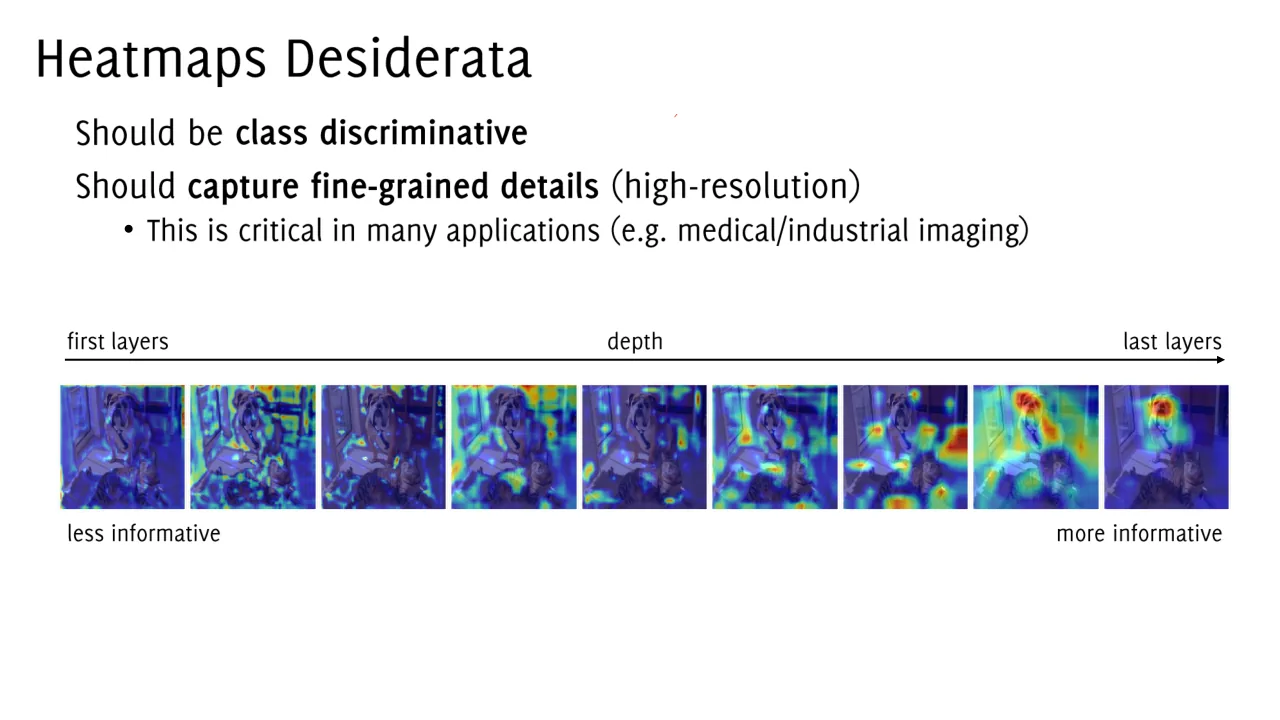 Heatmaps Desiderata
Should be class discriminative
Should capture fine-grained details (high-resolution)
• This is critical in many applications (e.g. medical/industrial imaging)
first layers depth last layers
less informative more informative